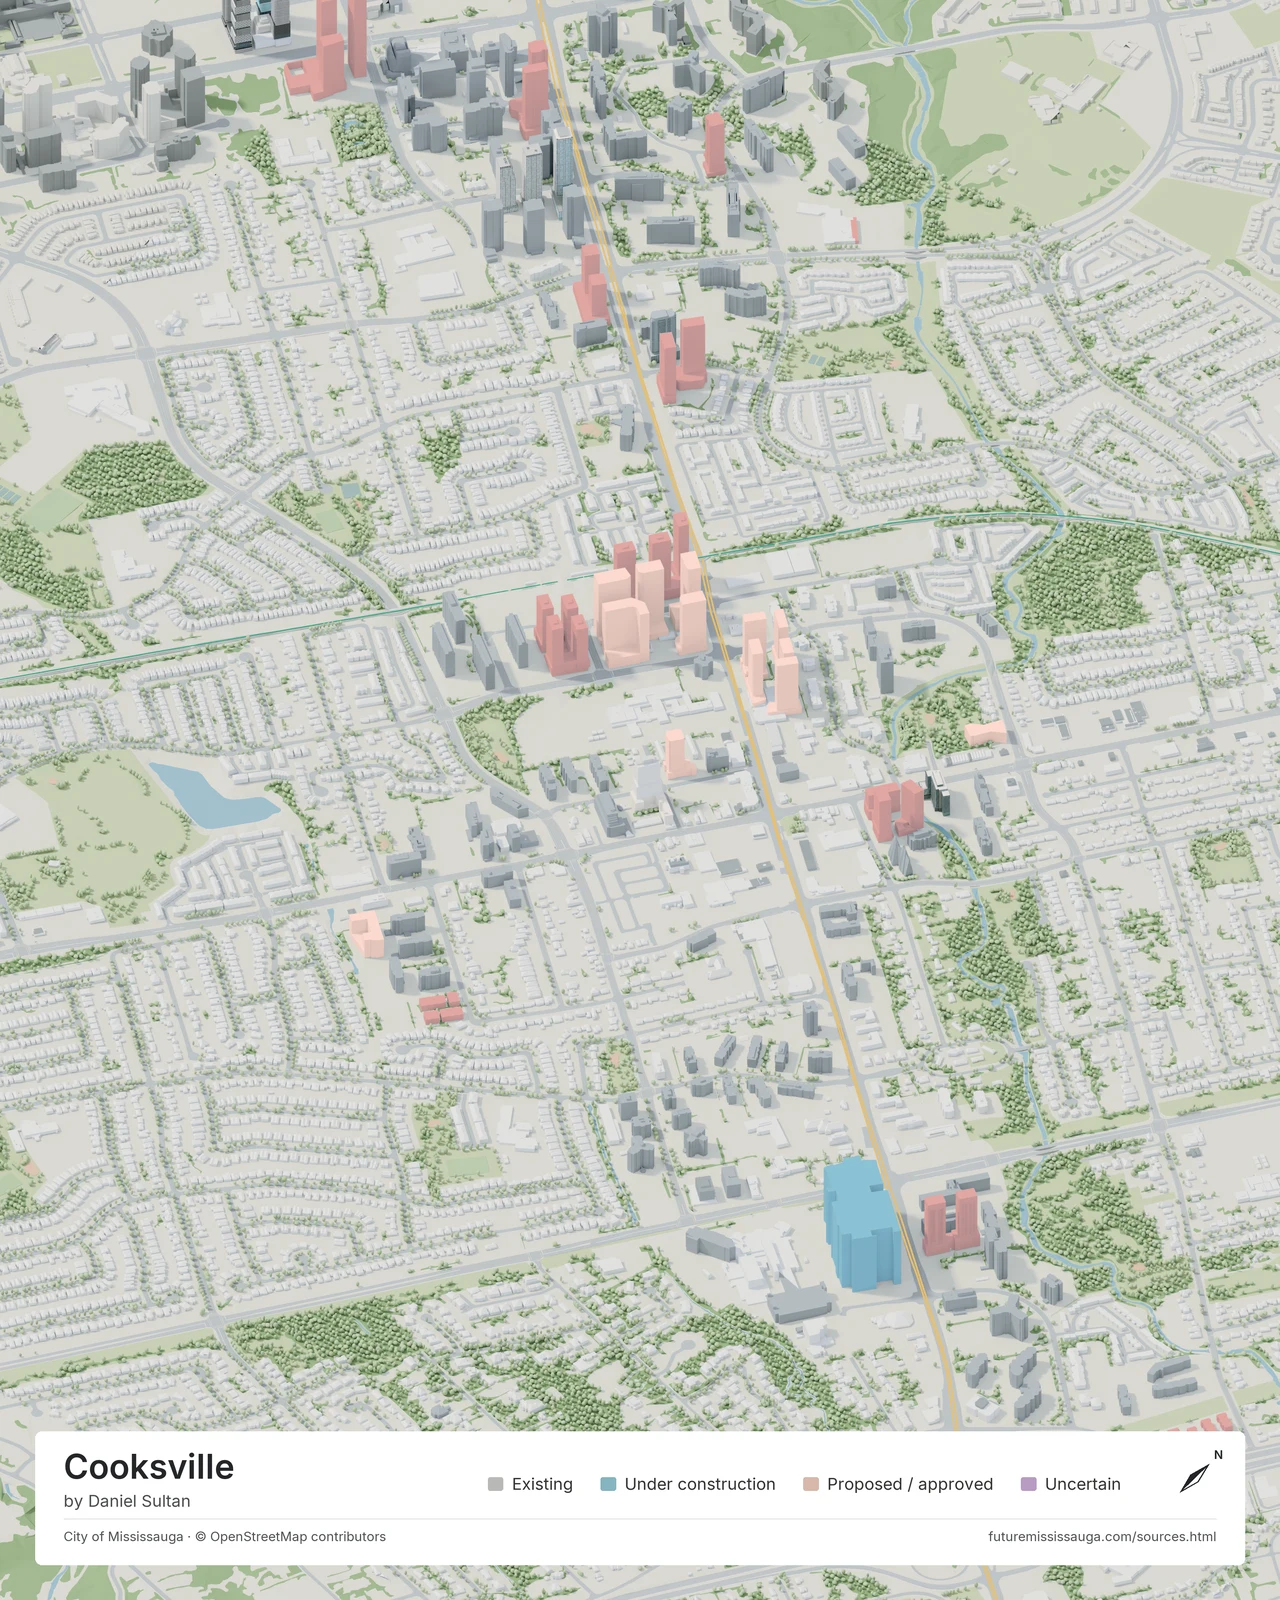 Cooksville
by Daniel Sultan
Existing
Under construction
Proposed / approved
Uncertain
N
City of Mississauga · © OpenStreetMap contributors
futuremississauga.com/sources.html